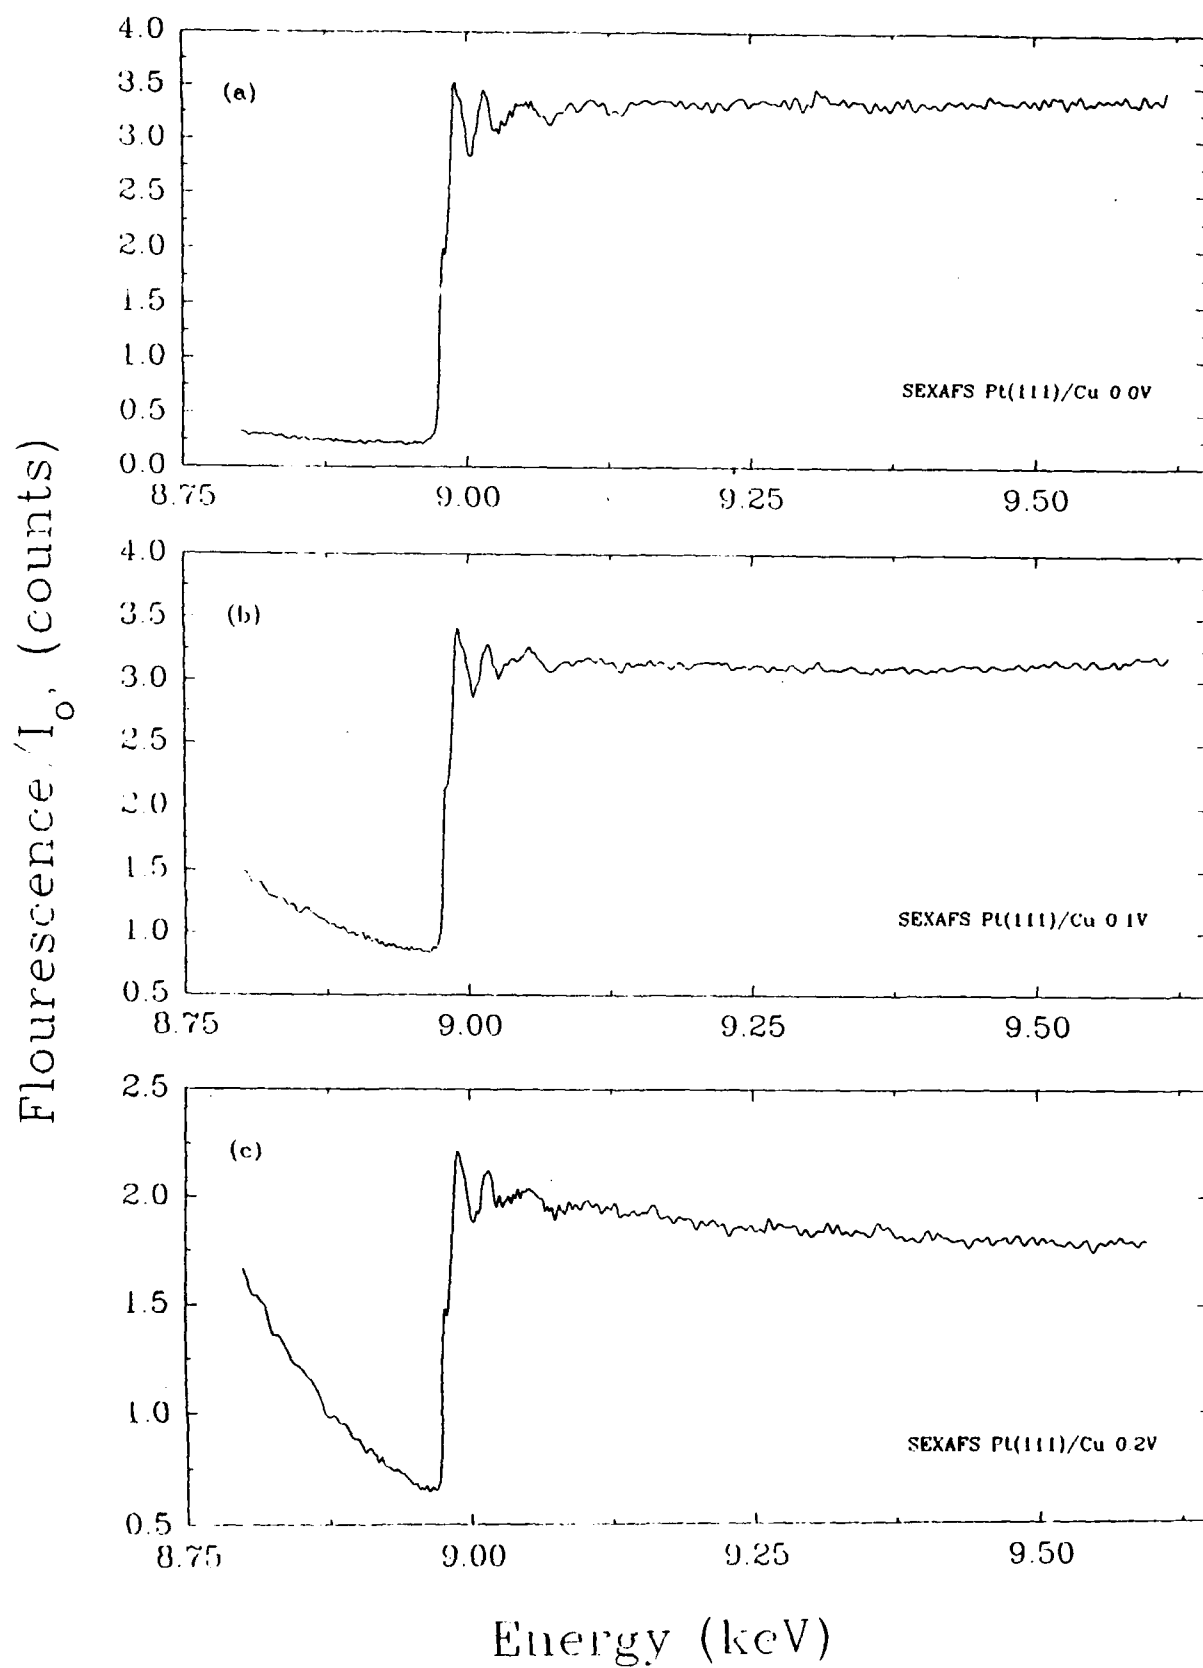 Flourescence/I₀, (counts)
4.0
3.5
3.0
2.5
2.0
1.5
1.0
0.5
0.0
(a)
SEXAFS Pt(111)/Cu 0.0V
8.75 9.00 9.25 9.50
4.0
3.5
3.0
2.5
2.0
1.5
1.0
0.5
(b)
SEXAFS Pt(111)/Cu 0.1V
8.75 9.00 9.25 9.50
2.5
2.0
1.5
1.0
0.5
(c)
SEXAFS Pt(111)/Cu 0.2V
8.75 9.00 9.25 9.50
Energy (keV)